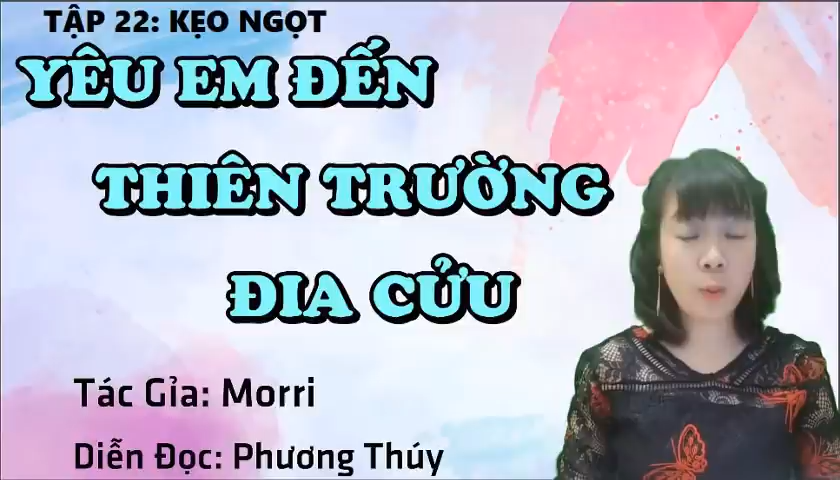 TẬP 22: KẸO NGỌT
YÊU EM ĐẾN
THIÊN TRƯỜNG
ĐIA CỬU
Tác Gỉa: Morri
Diễn Đọc: Phương Thúy